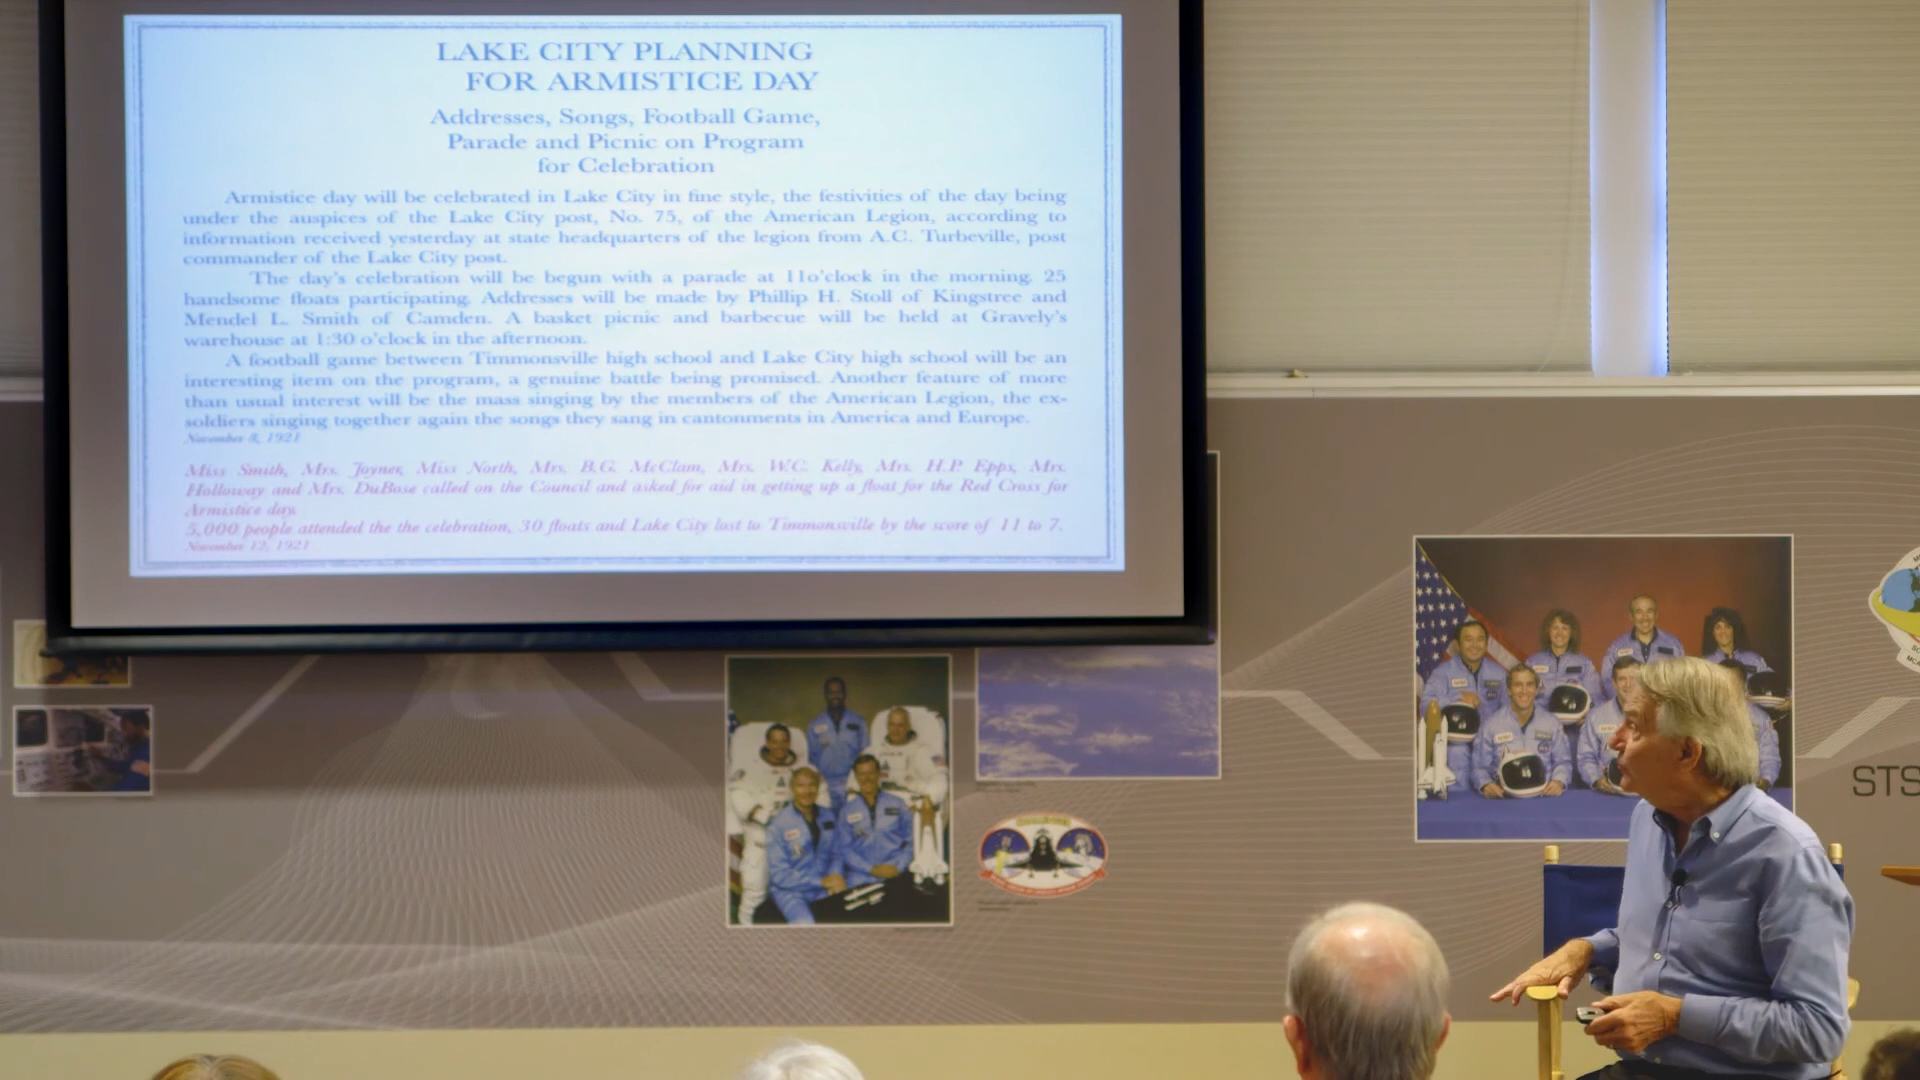 LAKE CITY PLANNING
FOR ARMISTICE DAY
Addresses, Songs, Football Game,
Parade and Picnic on Program
for Celebration
Armistice day will be celebrated in Lake City in fine style, the festivities of the day being
under the auspices of the Lake City post, No. 75, of the American Legion, according to
information received yesterday at state headquarters of the legion from A.C. Turbeville, post
commander of the Lake City post.
The day's celebration will be begun with a parade at 11o'clock in the morning. 25
handsome floats participating. Addresses will be made by Phillip H. Stoll of Kingstree and
Mendel L. Smith of Camden. A basket picnic and barbecue will be held at Gravely's
warehouse at 1:30 o'clock in the afternoon.
A football game between Timmonsville high school and Lake City high school will be an
interesting item on the program, a genuine battle being promised. Another feature of more
than usual interest will be the mass singing by the members of the American Legion, the ex-
soldiers singing together again the songs they sang in cantonments in America and Europe.
November 8, 1921
Miss Smith, Mrs. Joyner, Miss North, Mrs. B.G. McClam, Mrs. W.C. Kelly, Mrs. H.P. Epps, Mrs.
Holloway and Mrs. DuBose called on the Council and asked for aid in getting up a float for the Red Cross for
Armistice day.
5,000 people attended the the celebration, 30 floats and Lake City lost to Timmonsville by the score of 11 to 7.
November 12, 1921
STS